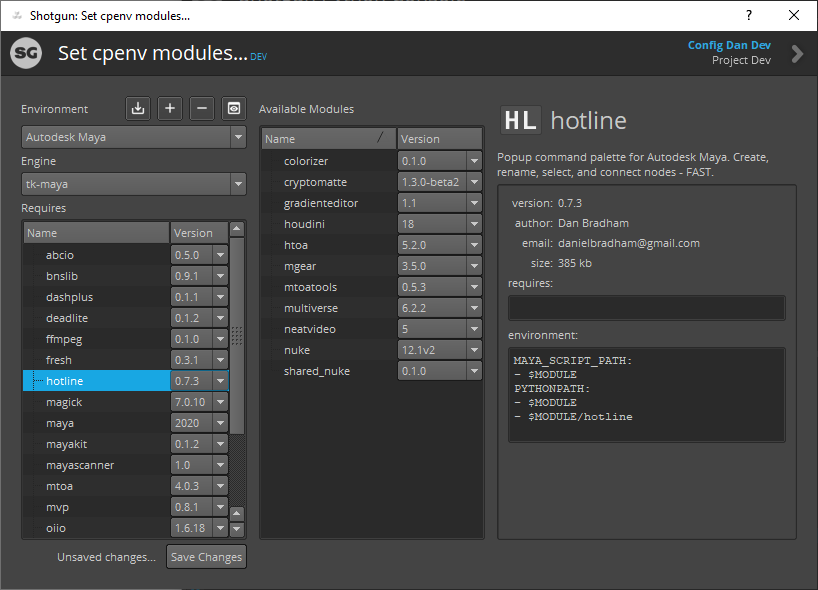 Shotgun: Set cpenv modules...
?
SG Set cpenv modules... DEV
Config Dan Dev
Project Dev
Environment
Autodesk Maya
Engine
tk-maya
Requires
Name Version
abcio 0.5.0
bnslib 0.9.1
dashplus 0.1.1
deadlite 0.1.2
ffmpeg 0.1.0
fresh 0.3.1
hotline 0.7.3
magick 7.0.10
maya 2020
mayakit 0.1.2
mayascanner 1.0
mtoa 4.0.3
mvp 0.8.1
oiio 1.6.18
Unsaved changes... Save Changes
Available Modules
Name Version
colorizer 0.1.0
cryptomatte 1.3.0-beta2
gradienteditor 1.1
houdini 18
htoa 5.2.0
mgear 3.5.0
mtoatools 0.5.3
multiverse 6.2.2
neatvideo 5
nuke 12.1v2
shared_nuke 0.1.0
HL hotline
Popup command palette for Autodesk Maya. Create,
rename, select, and connect nodes - FAST.
version: 0.7.3
author: Dan Bradham
email: danielbradham@gmail.com
size: 385 kb
requires:
environment:
MAYA_SCRIPT_PATH:
- $MODULE
PYTHONPATH:
- $MODULE
- $MODULE/hotline